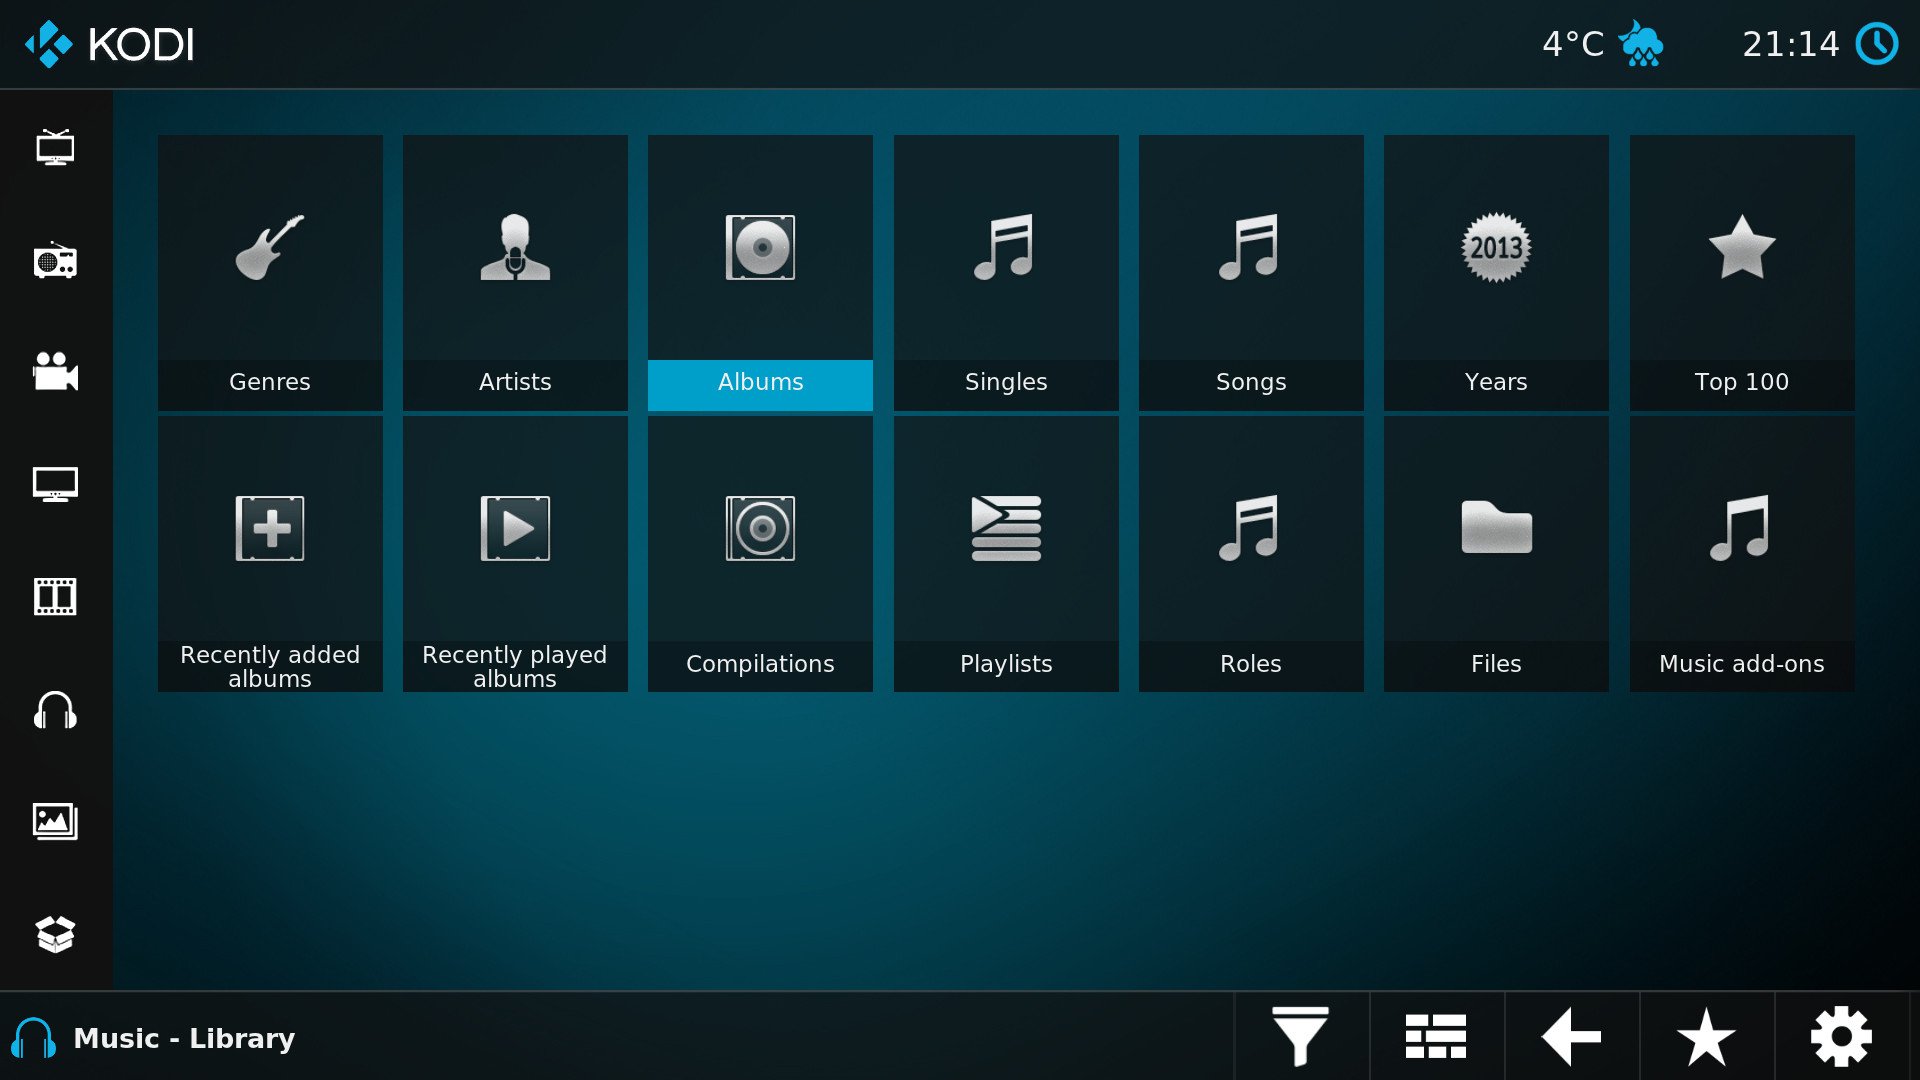 KODI
4°C
21:14
2013
Genres
Artists
Albums
Singles
Songs
Years
Top 100
Recently added
albums
Recently played
albums
Compilations
Playlists
Roles
Files
Music add-ons
Music - Library